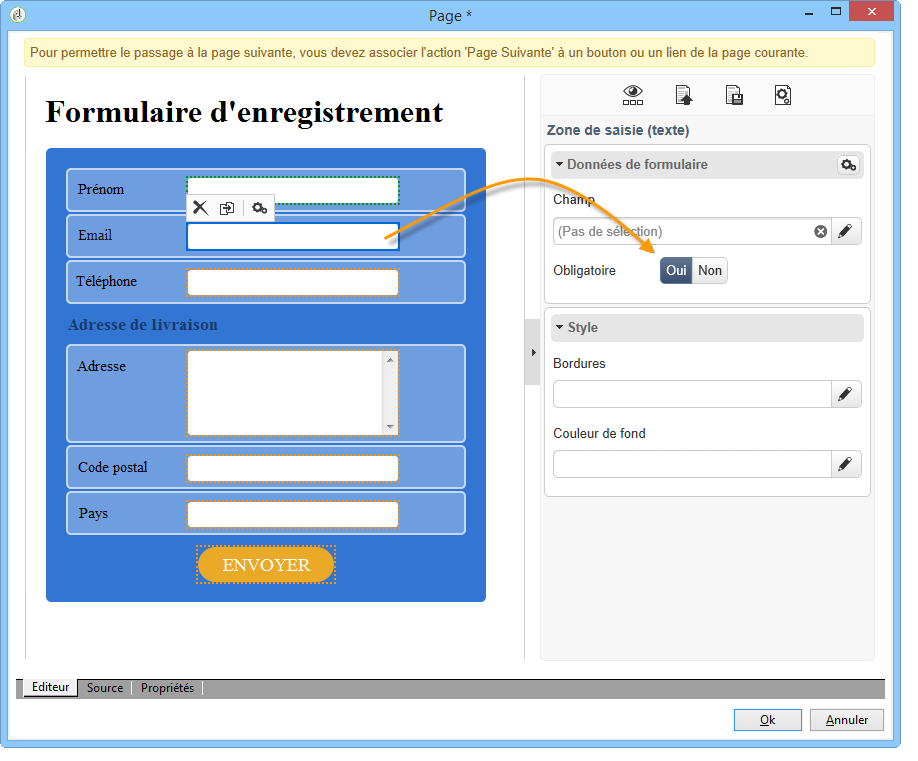 Page *
Pour permettre le passage à la page suivante, vous devez associer l'action 'Page Suivante' à un bouton ou un lien de la page courante.
Formulaire d'enregistrement
Prénom
Email
Téléphone
Adresse de livraison
Adresse
Code postal
Pays
ENVOYER
Zone de saisie (texte)
Données de formulaire
Champ
(Pas de sélection)
Obligatoire
Oui Non
Style
Bordures
Couleur de fond
Editeur Source Propriétés
Ok Annuler